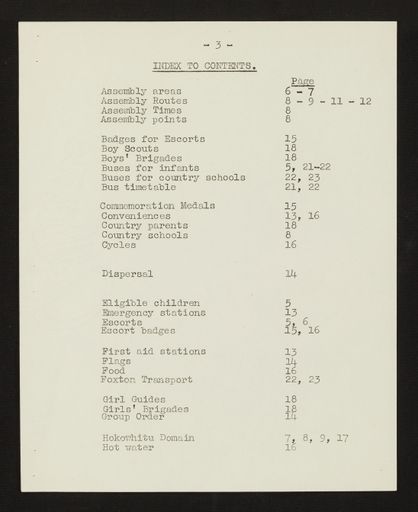 - 3 -
INDEX TO CONTENTS.
Page
Assembly areas 6 - 7
Assembly Routes 8 - 9 - 11 - 12
Assembly Times 8
Assembly points 8
Badges for Escorts 15
Boy Scouts 18
Boys' Brigades 18
Buses for infants 5, 21-22
Buses for country schools 22, 23
Bus timetable 21, 22
Commemoration Medals 15
Conveniences 13, 16
Country parents 18
Country schools 8
Cycles 16
Dispersal 14
Eligible children 5
Emergency stations 13
Escorts 5, 6
Escort badges 15, 16
First aid stations 13
Flags 14
Food 16
Foxton Transport 22, 23
Girl Guides 18
Girls' Brigades 18
Group Order 14
Hokowhitu Domain 7, 8, 9, 17
Hot water 16